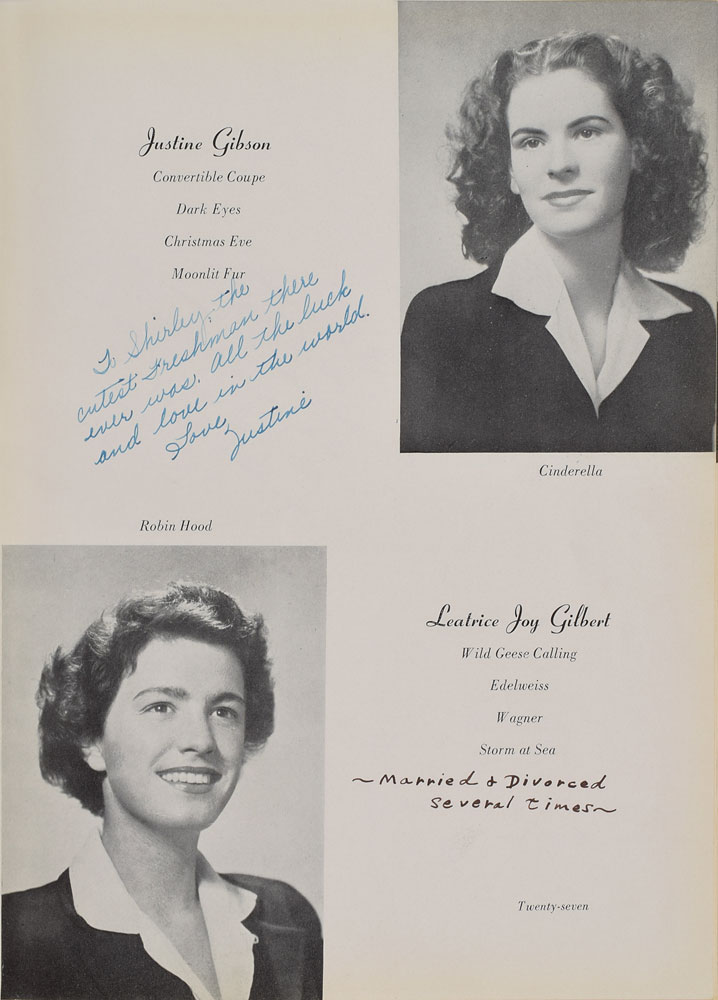 Justine Gibson
Convertible Coupe
Dark Eyes
Christmas Eve
Moonlit Fur
To Shirley, the
cutest Freshman there
ever was. All the luck
and love in the world.
Love,
Justine
Cinderella
Robin Hood
Leatrice Joy Gilbert
Wild Geese Calling
Edelweiss
Wagner
Storm at Sea
~Married & Divorced
several times~
Twenty-seven